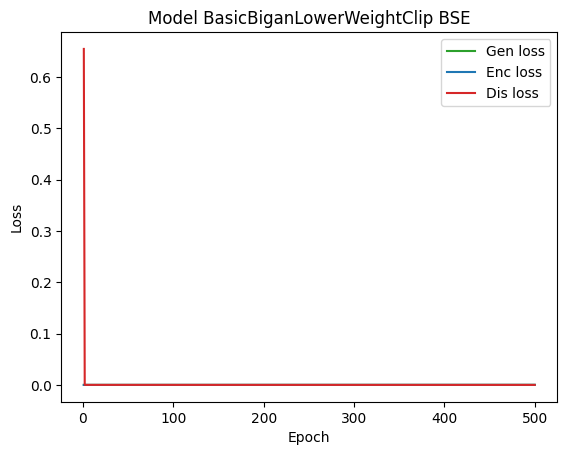 Model BasicBiganLowerWeightClip BSE
Gen loss
Enc loss
Dis loss
0.6
0.5
0.4
0.3
0.2
0.1
0.0
Loss
0 100 200 300 400 500
Epoch